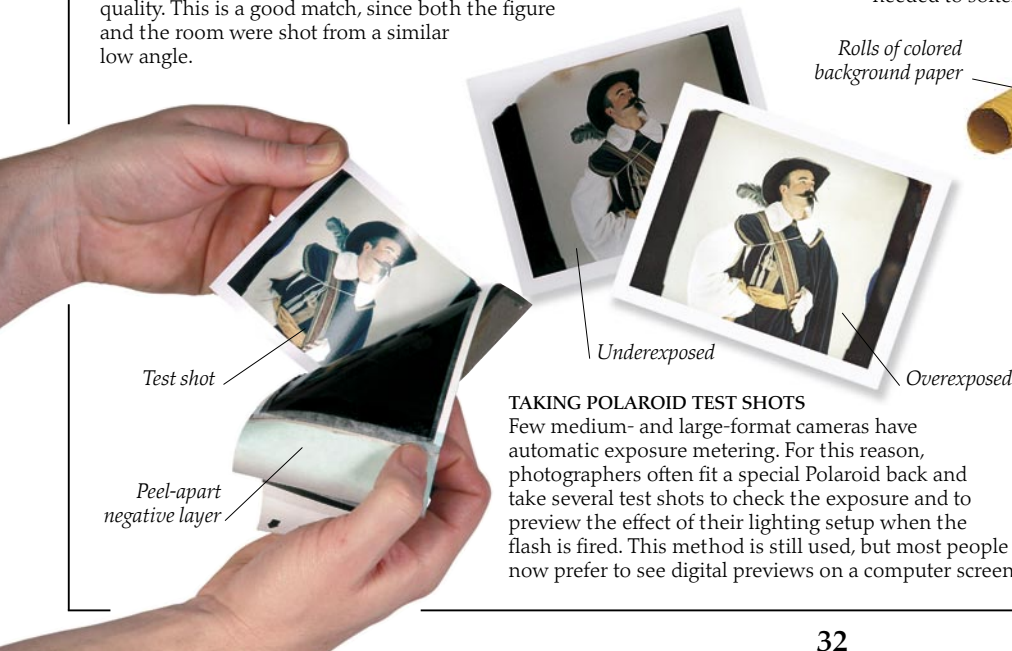 quality. This is a good match, since both the figure
and the room were shot from a similar
low angle.
needed to soften
Rolls of colored
background paper
Underexposed
Overexposed
Test shot
Peel-apart
negative layer
TAKING POLAROID TEST SHOTS
Few medium- and large-format cameras have
automatic exposure metering. For this reason,
photographers often fit a special Polaroid back and
take several test shots to check the exposure and to
preview the effect of their lighting setup when the
flash is fired. This method is still used, but most people
now prefer to see digital previews on a computer screen
32